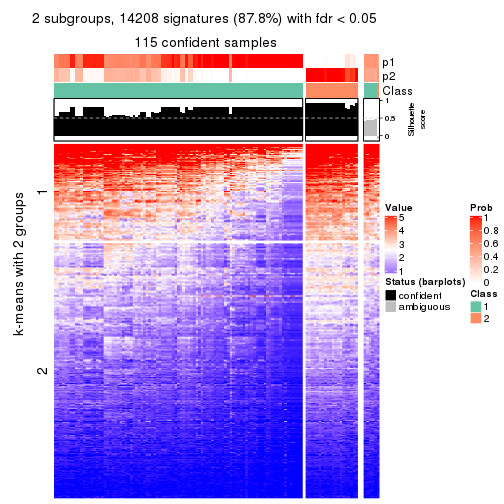 2 subgroups, 14208 signatures (87.8%) with fdr < 0.05
115 confident samples
p1
p2
Class
1
0.5
0
Silhouette
score
k-means with 2 groups
1
2
Value
5
4
3
2
1
Status (barplots)
confident
ambiguous
Prob
1
0.8
0.6
0.4
0.2
0
Class
1
2